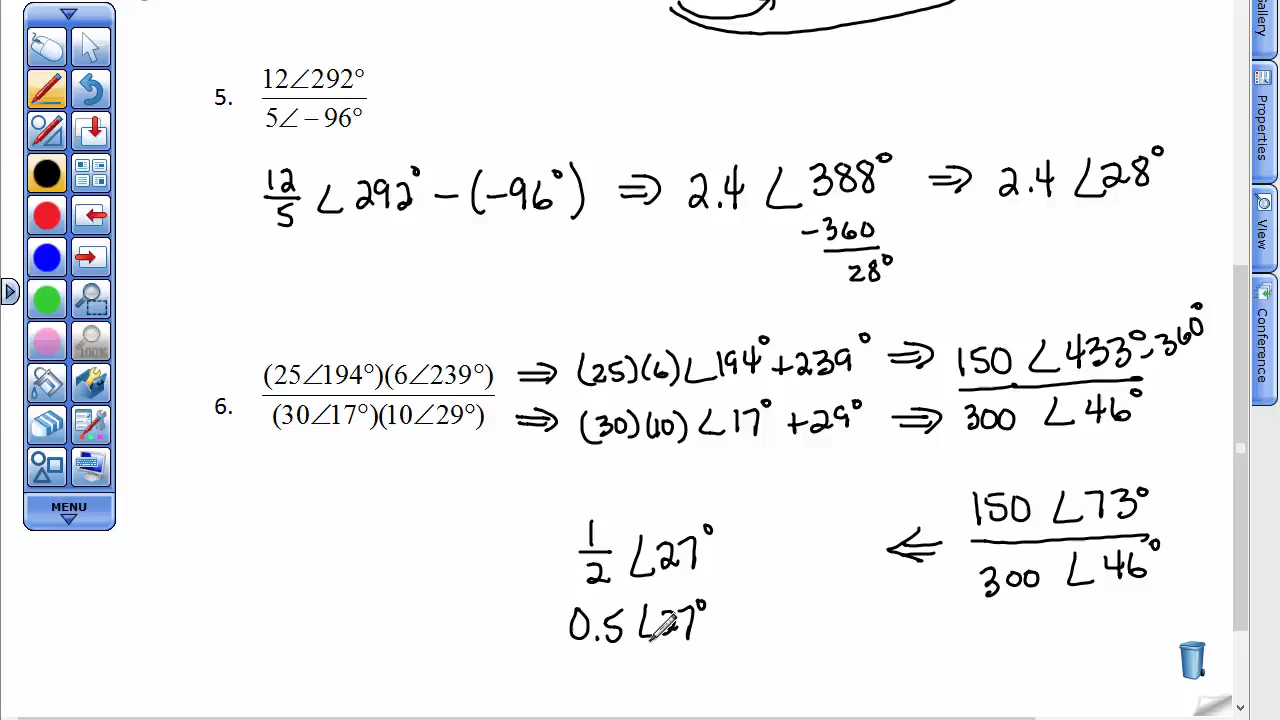 5. 12∠292°
5∠−96°
12/5 ∠292° − (−96°) ⇒ 2.4 ∠388° ⇒ 2.4 ∠28°
−360
28°
6. (25∠194°)(6∠239°) ⇒ (25)(6)∠194°+239° ⇒ 150 ∠433°−360°
(30∠17°)(10∠29°) ⇒ (30)(10) ∠17° +29° ⇒ 300 ∠46°
150 ∠73°
300 ∠46°
⇐
1/2 ∠27°
0.5 ∠27°
MENU
Gallery
Properties
View
Conference
100%